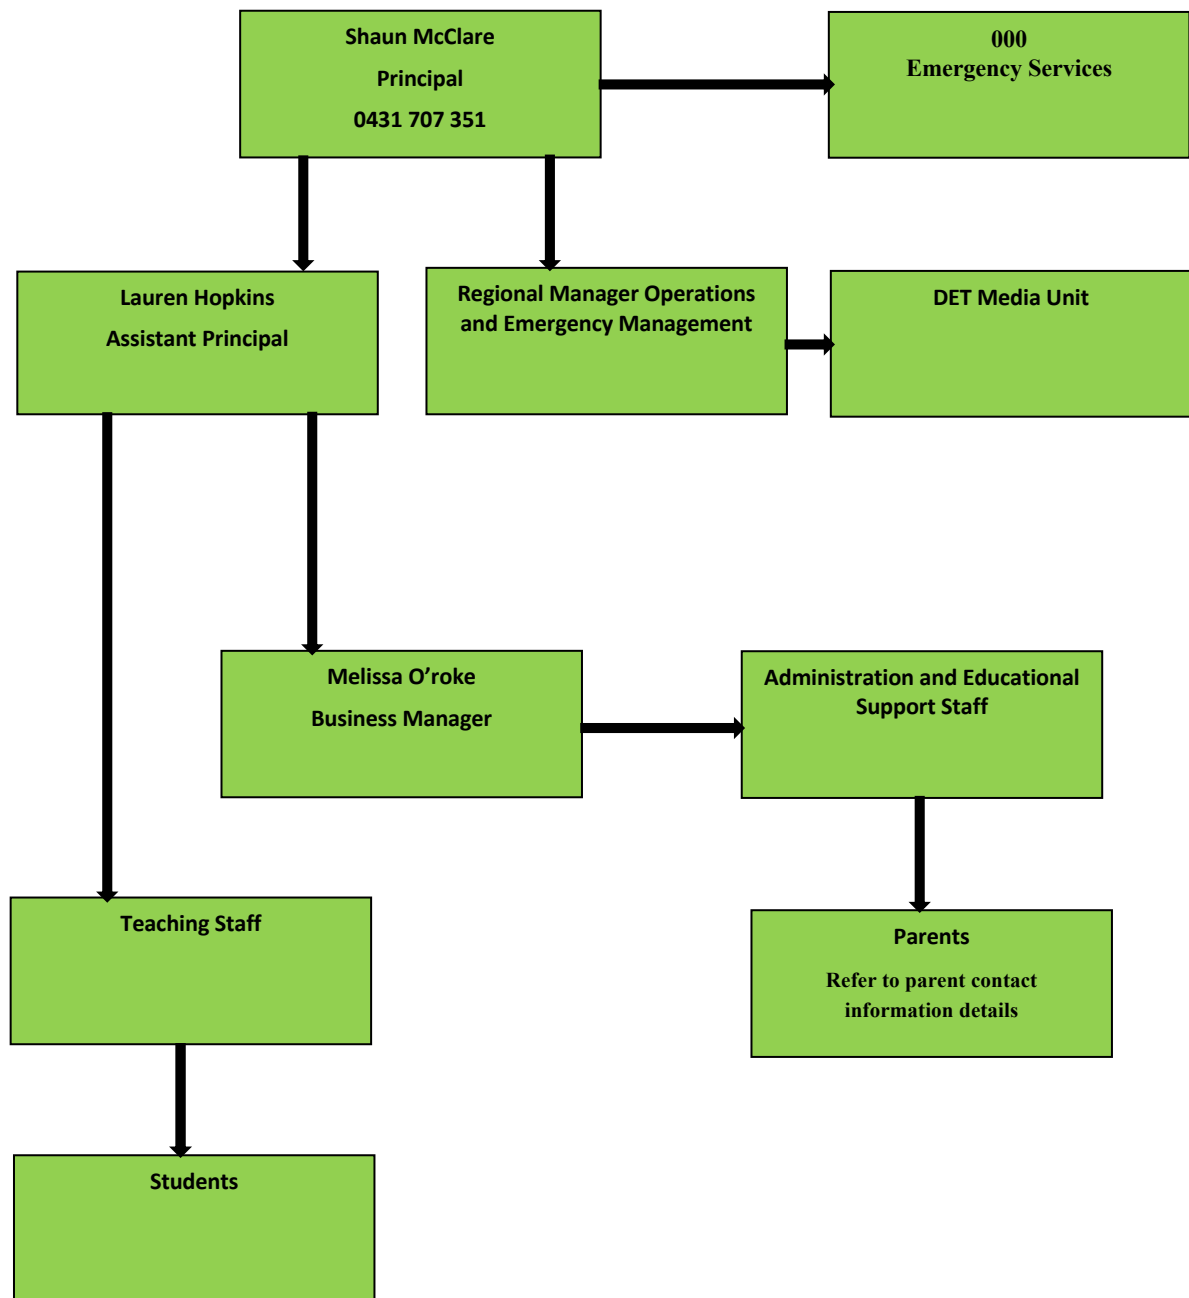 Shaun McClare
Principal
0431 707 351
000
Emergency Services
Lauren Hopkins
Assistant Principal
Regional Manager Operations
and Emergency Management
DET Media Unit
Melissa O’roke
Business Manager
Administration and Educational
Support Staff
Teaching Staff
Parents
Refer to parent contact
information details
Students